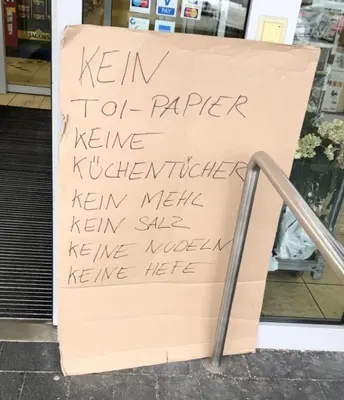 KEIN
TOI-PAPIER
KEINE
KÜCHENTÜCHER
KEIN MEHL
KEIN SALZ
KEINE NUDELN
KEINE HEFE